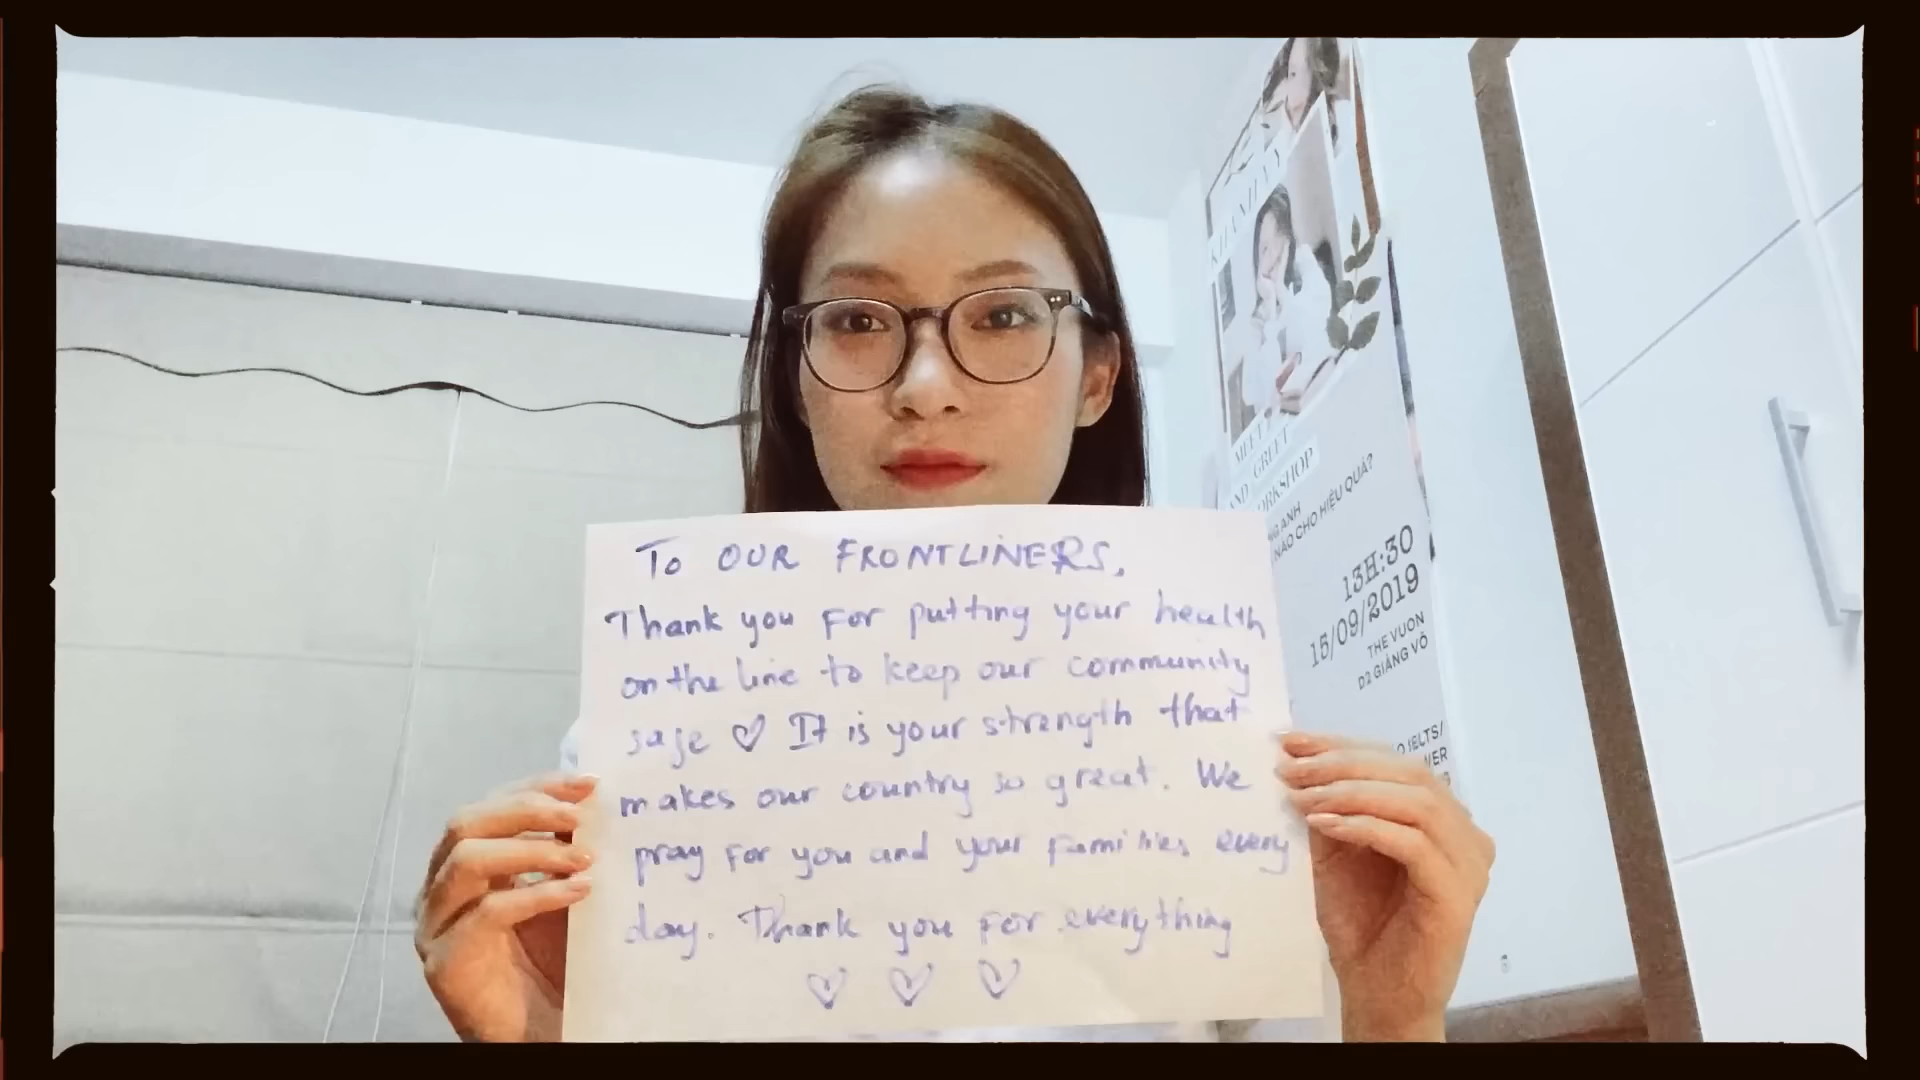 To OUR FRONTLINERS,
Thank you for putting your health
on the line to keep our community
safe ♡ It is your strength that
makes our country so great. We
pray for you and your families every
day. Thank you for everything
♡ ♡ ♡
MEET
AND GREET
WORKSHOP
ANH
NÀO CHO HIỆU QUẢ?
13H:30
15/09/2019
THE VUON
D2 GIẢNG VÕ
IELTS/